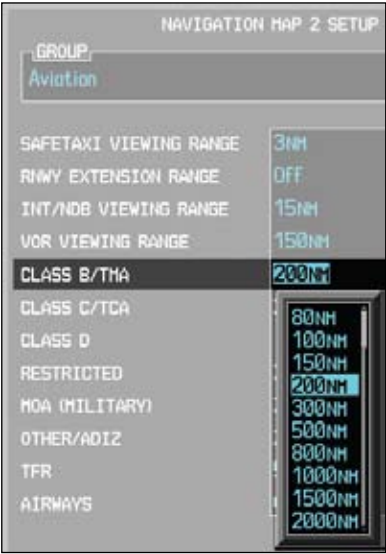 NAVIGATION MAP 2 SETUP
GROUP
Aviation
SAFETAXI VIEWING RANGE 3NM
RNWY EXTENSION RANGE Off
INT/NDB VIEWING RANGE 15NM
VOR VIEWING RANGE 150NM
CLASS B/TMA 200NM
CLASS C/TCA
CLASS D
RESTRICTED
MOA (MILITARY)
OTHER/ADIZ
TFR
AIRWAYS
80NM
100NM
150NM
200NM
300NM
500NM
800NM
1000NM
1500NM
2000NM